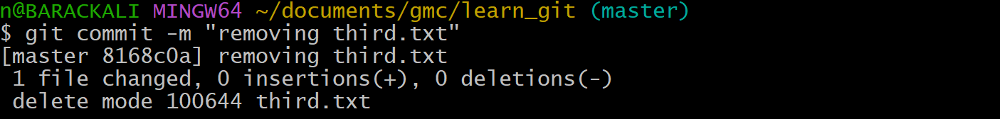 n@BARACKALI MINGW64 ~/documents/gmc/learn_git (master)
$ git commit -m "removing third.txt"
[master 8168c0a] removing third.txt
 1 file changed, 0 insertions(+), 0 deletions(-)
 delete mode 100644 third.txt